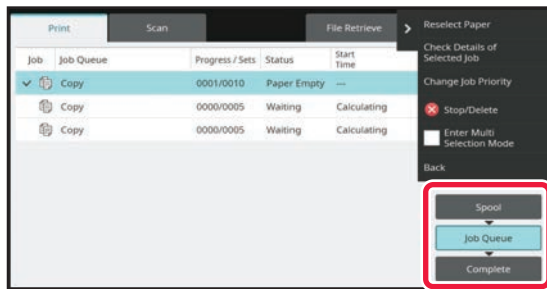 Print
Scan
File Retrieve
Job
Job Queue
Progress / Sets
Status
Start
Time
Copy
0001/0010
Paper Empty
---
Copy
0000/0005
Waiting
Calculating
Copy
0000/0005
Waiting
Calculating
Reselect Paper
Check Details of
Selected Job
Change Job Priority
Stop/Delete
Enter Multi
Selection Mode
Back
Spool
Job Queue
Complete